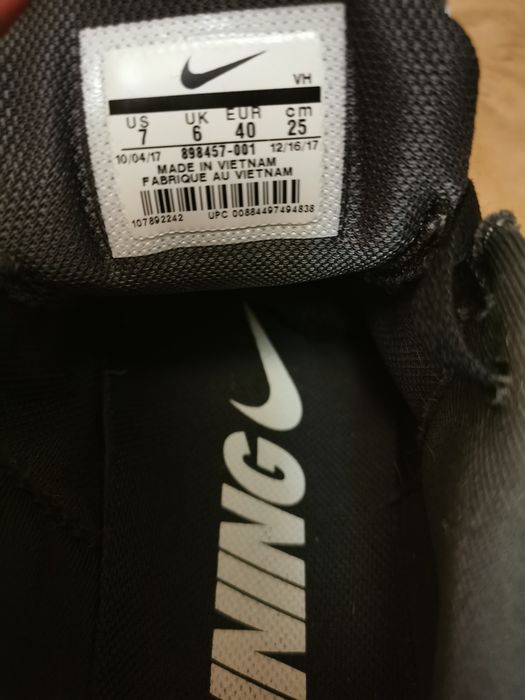 VH
US UK EUR cm
7 6 40 25
10/04/17 898457-001 12/16/17
MADE IN VIETNAM
FABRIQUE AU VIETNAM
107892242 UPC 00884497494838
NING